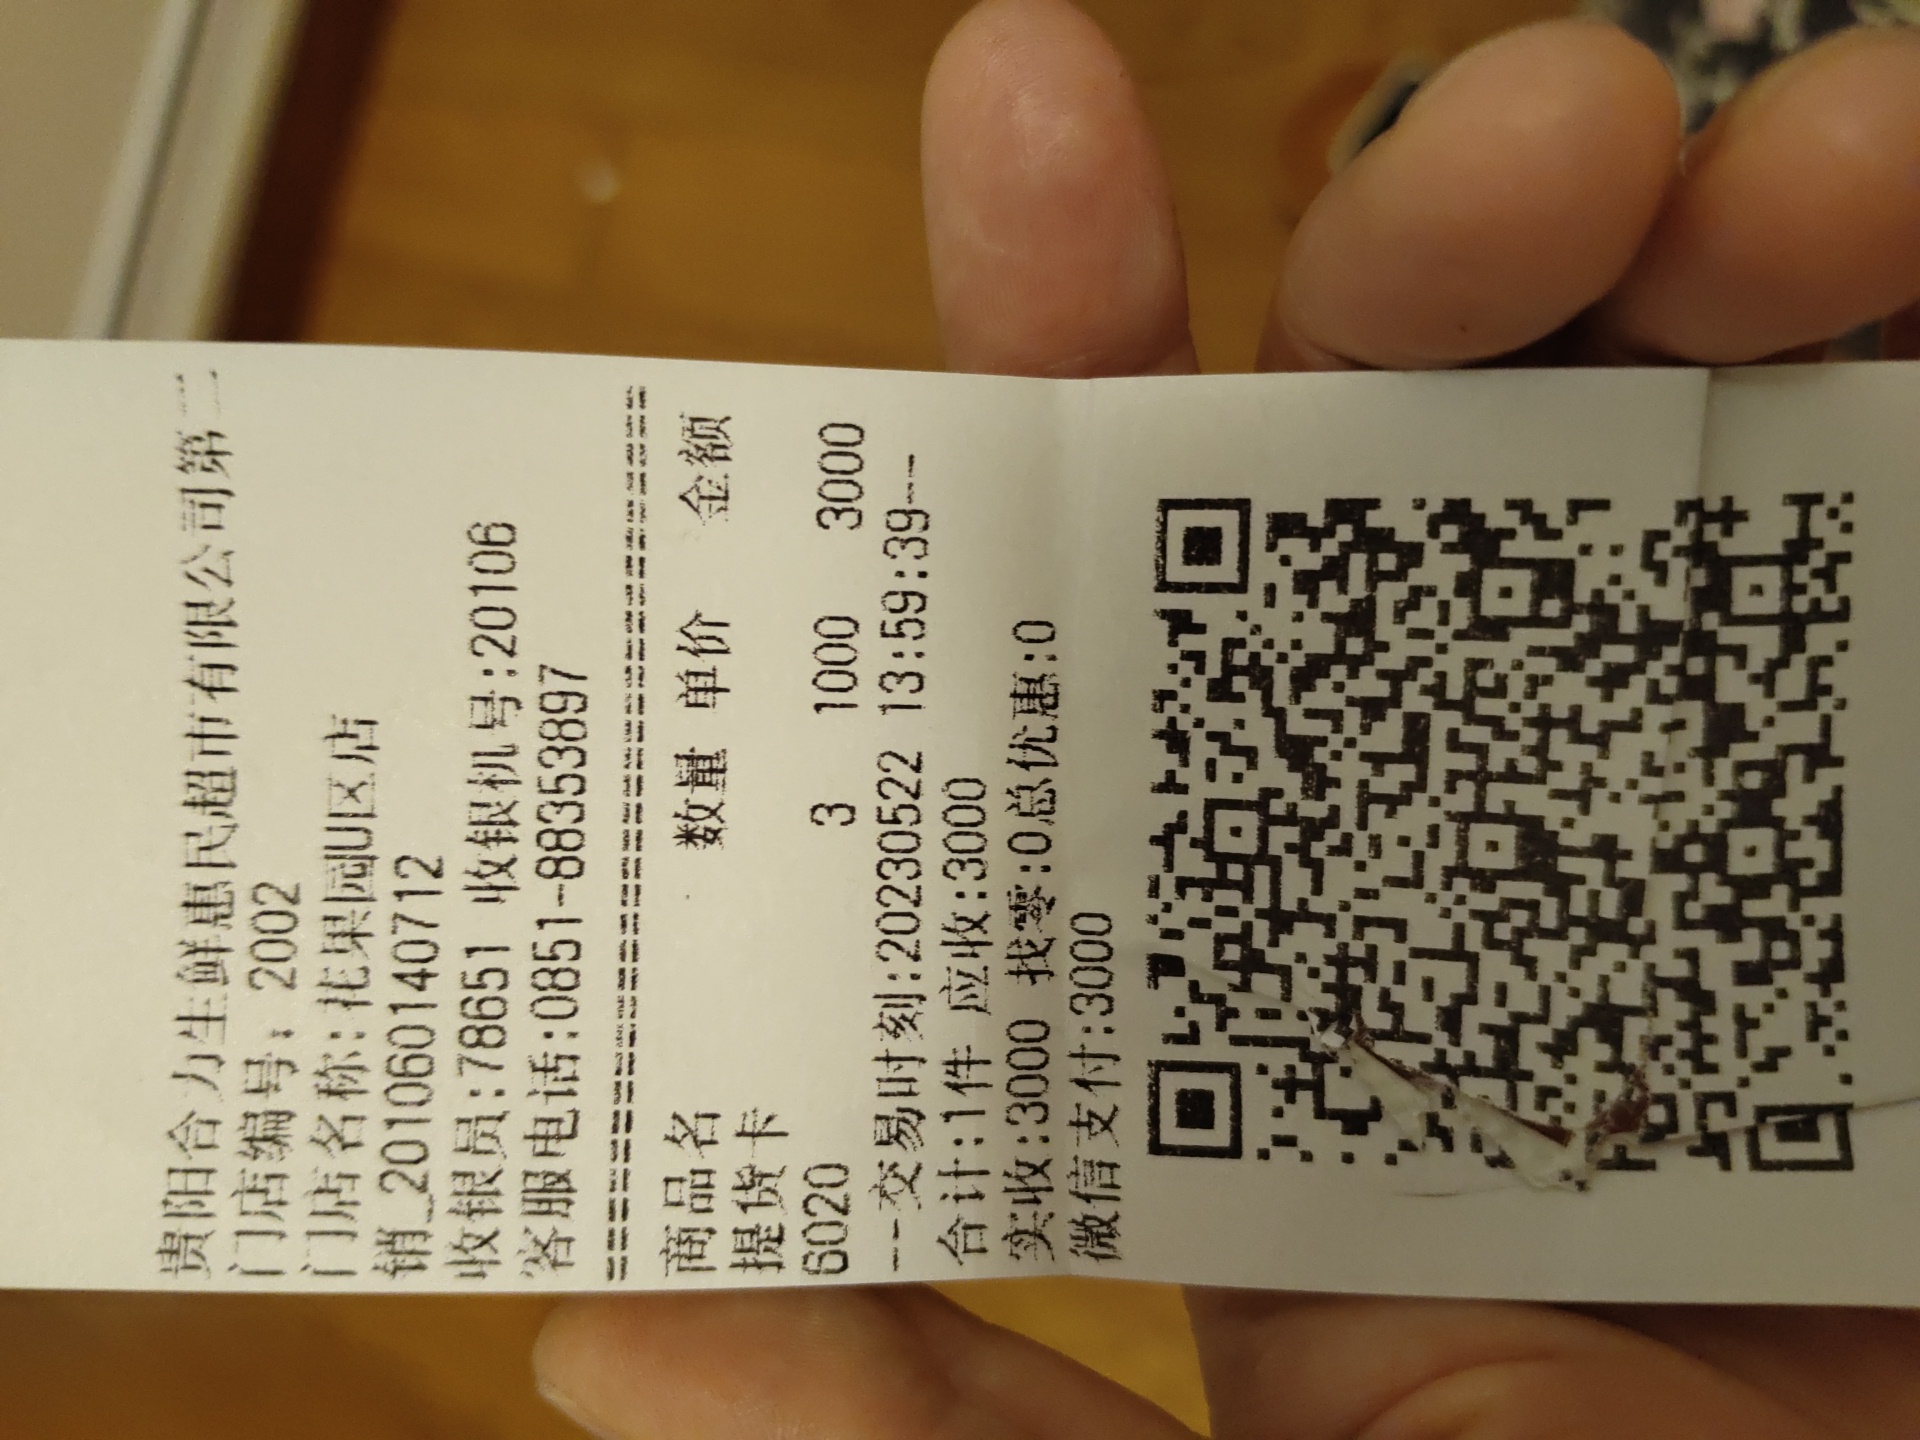 贵阳合力生鲜惠民超市有限公司第二
门店编号: 2002
门店名称:花果园U区店
销_2010601407​12
收银员:78651 收银机号:20106
客服电话:0851-88353897
================================
商品名 数量 单价 金额
提货卡
6020 3 1000 3000
--交易时刻:20230522 13:59:39--
合计:1件 应收:3000
实收:3000 找零:0总优惠:0
微信支付:3000